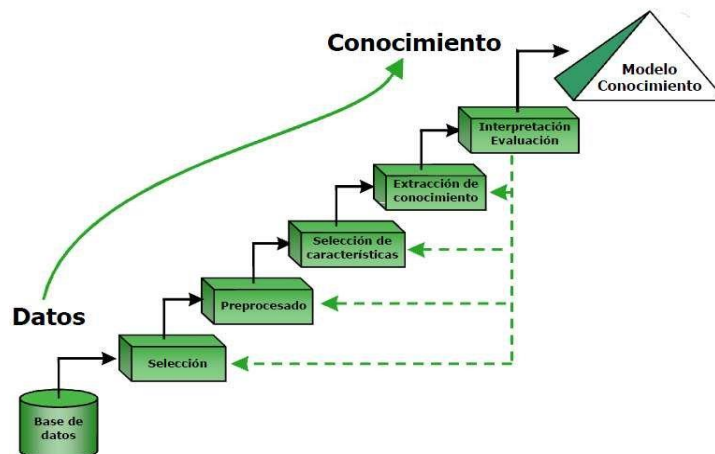 Conocimiento
Modelo
Conocimiento
Interpretación
Evaluación
Extracción de
conocimiento
Selección de
características
Preprocesado
Datos
Selección
Base de
datos